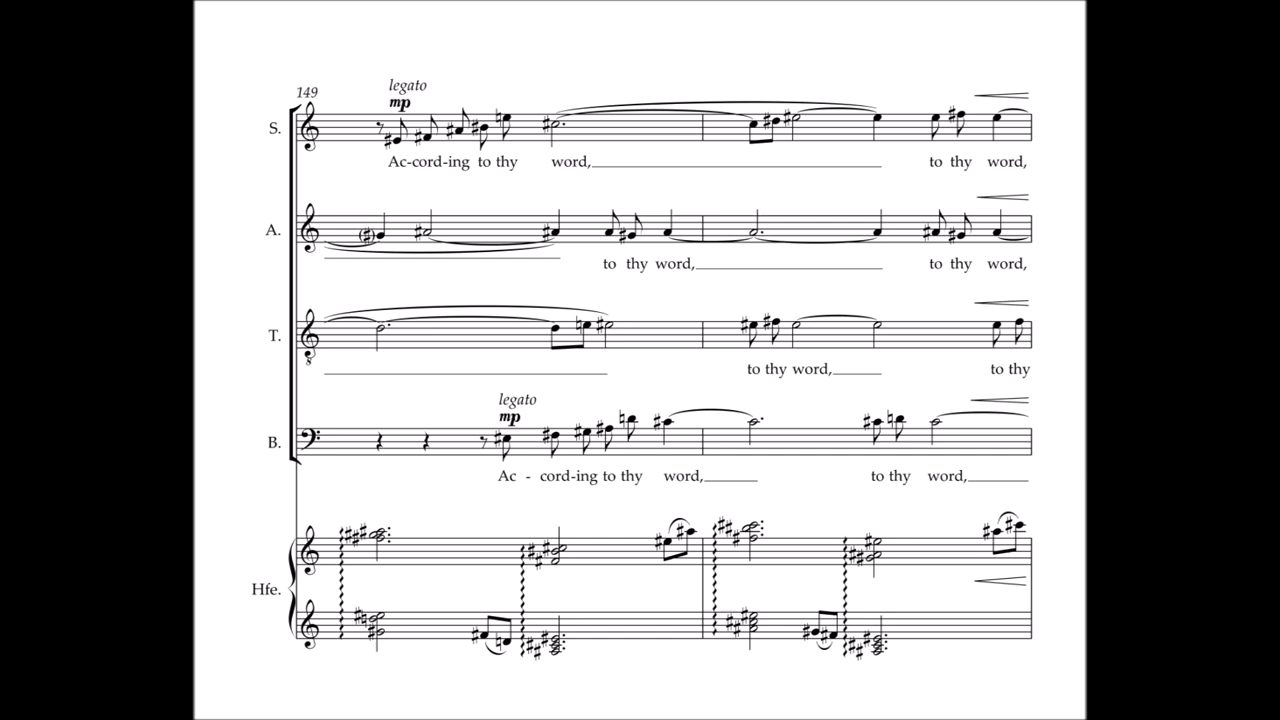 149
legato
mp
S.
Ac-cord-ing to thy word, to thy word,
A.
to thy word, to thy word,
T.
8
to thy word, to thy
legato
mp
B.
Ac - cord-ing to thy word, to thy word,
Hfe.